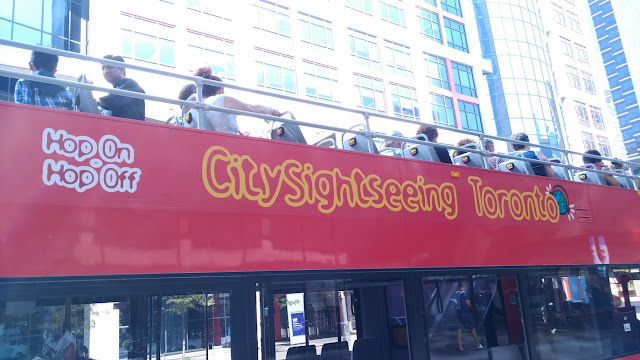 Hop On
Hop Off
CitySightseeing Toronto